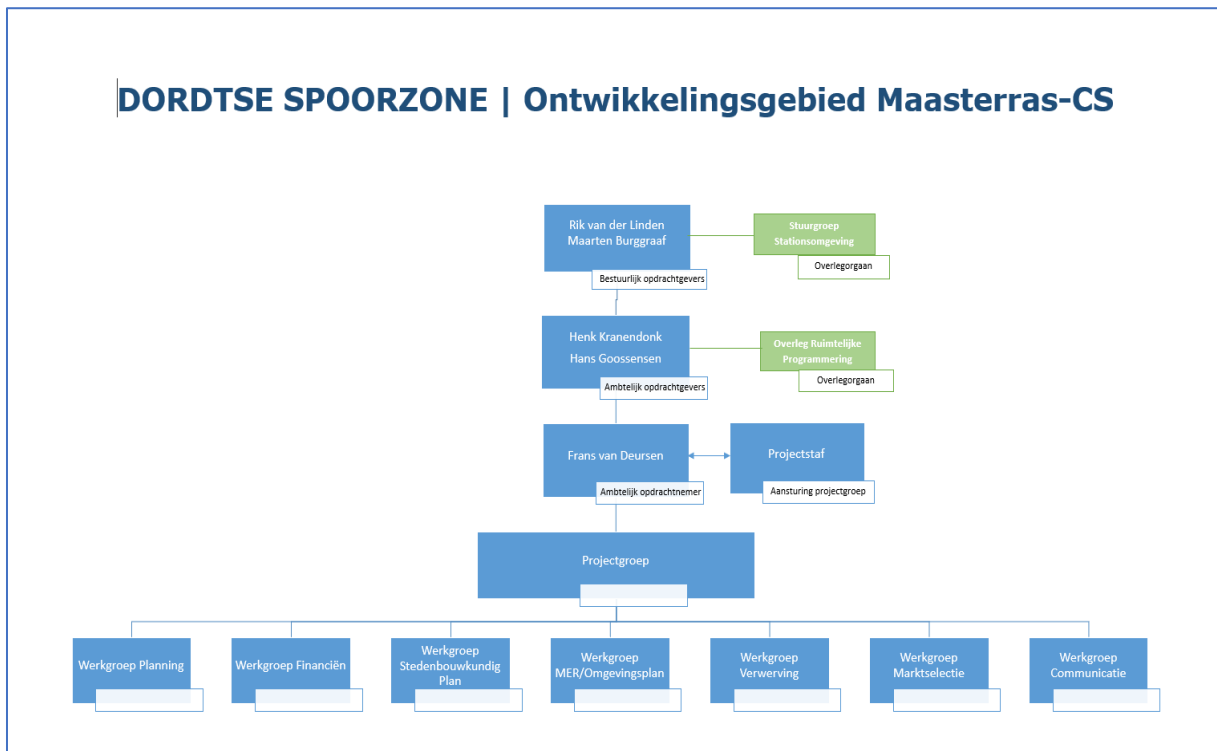 DORDTSE SPOORZONE | Ontwikkelingsgebied Maasterras-CS
Rik van der Linden
Maarten Burggraaf
Bestuurlijk opdrachtgevers
Stuurgroep
Stationsomgeving
Overlegorgaan
Henk Kranendonk
Hans Goossensen
Ambtelijk opdrachtgevers
Overleg Ruimtelijke
Programmering
Overlegorgaan
Frans van Deursen
Ambtelijk opdrachtnemer
Projectstaf
Aansturing projectgroep
Projectgroep
Werkgroep Planning
Werkgroep Financiën
Werkgroep
Stedenbouwkundig
Plan
Werkgroep
MER/Omgevingsplan
Werkgroep
Verwerving
Werkgroep
Marktselectie
Werkgroep
Communicatie